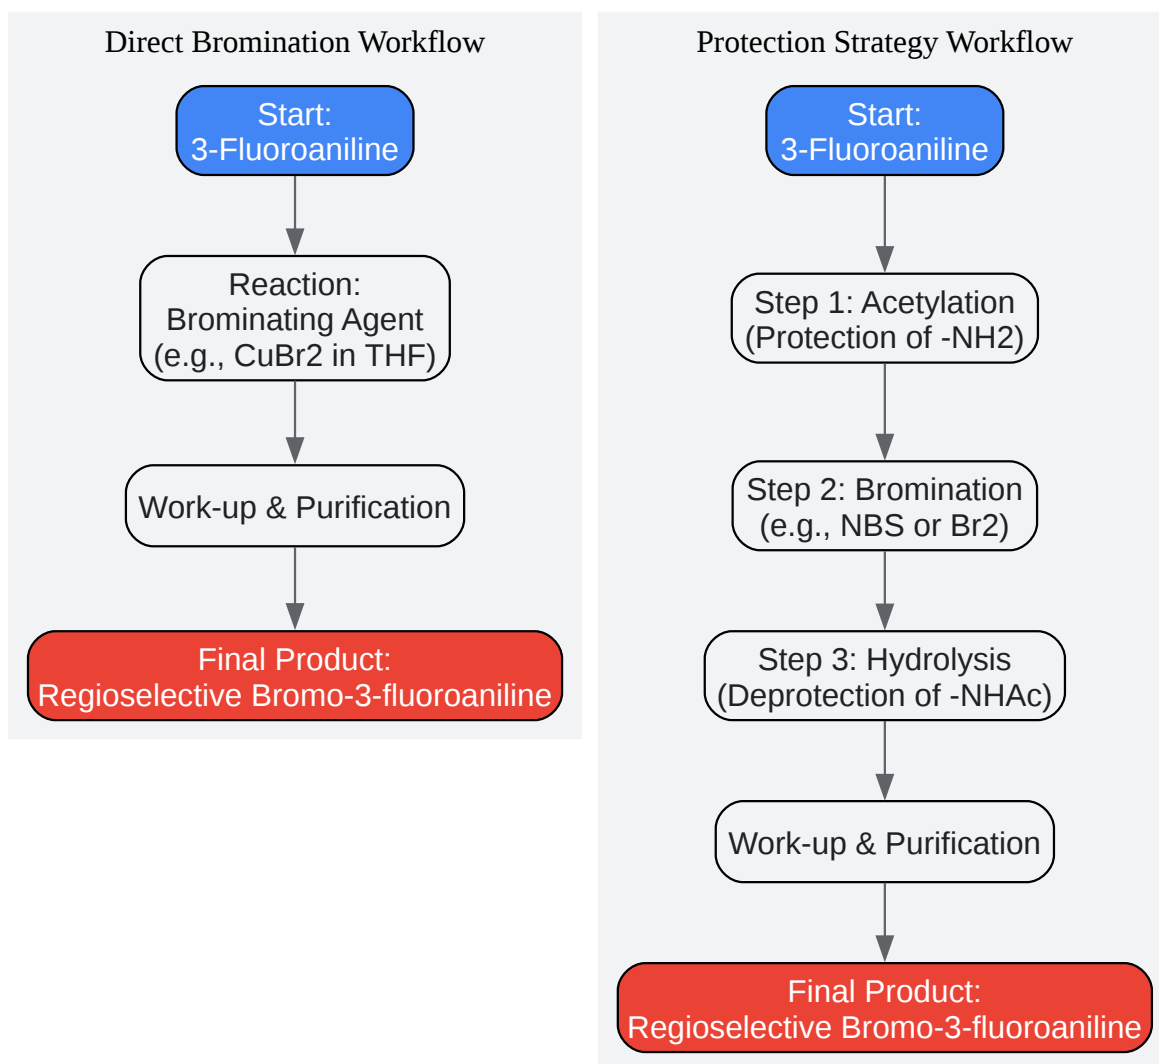 Direct Bromination Workflow
Start:
3-Fluoroaniline
Reaction:
Brominating Agent
(e.g., CuBr2 in THF)
Work-up & Purification
Final Product:
Regioselective Bromo-3-fluoroaniline
Protection Strategy Workflow
Start:
3-Fluoroaniline
Step 1: Acetylation
(Protection of -NH2)
Step 2: Bromination
(e.g., NBS or Br2)
Step 3: Hydrolysis
(Deprotection of -NHAc)
Work-up & Purification
Final Product:
Regioselective Bromo-3-fluoroaniline